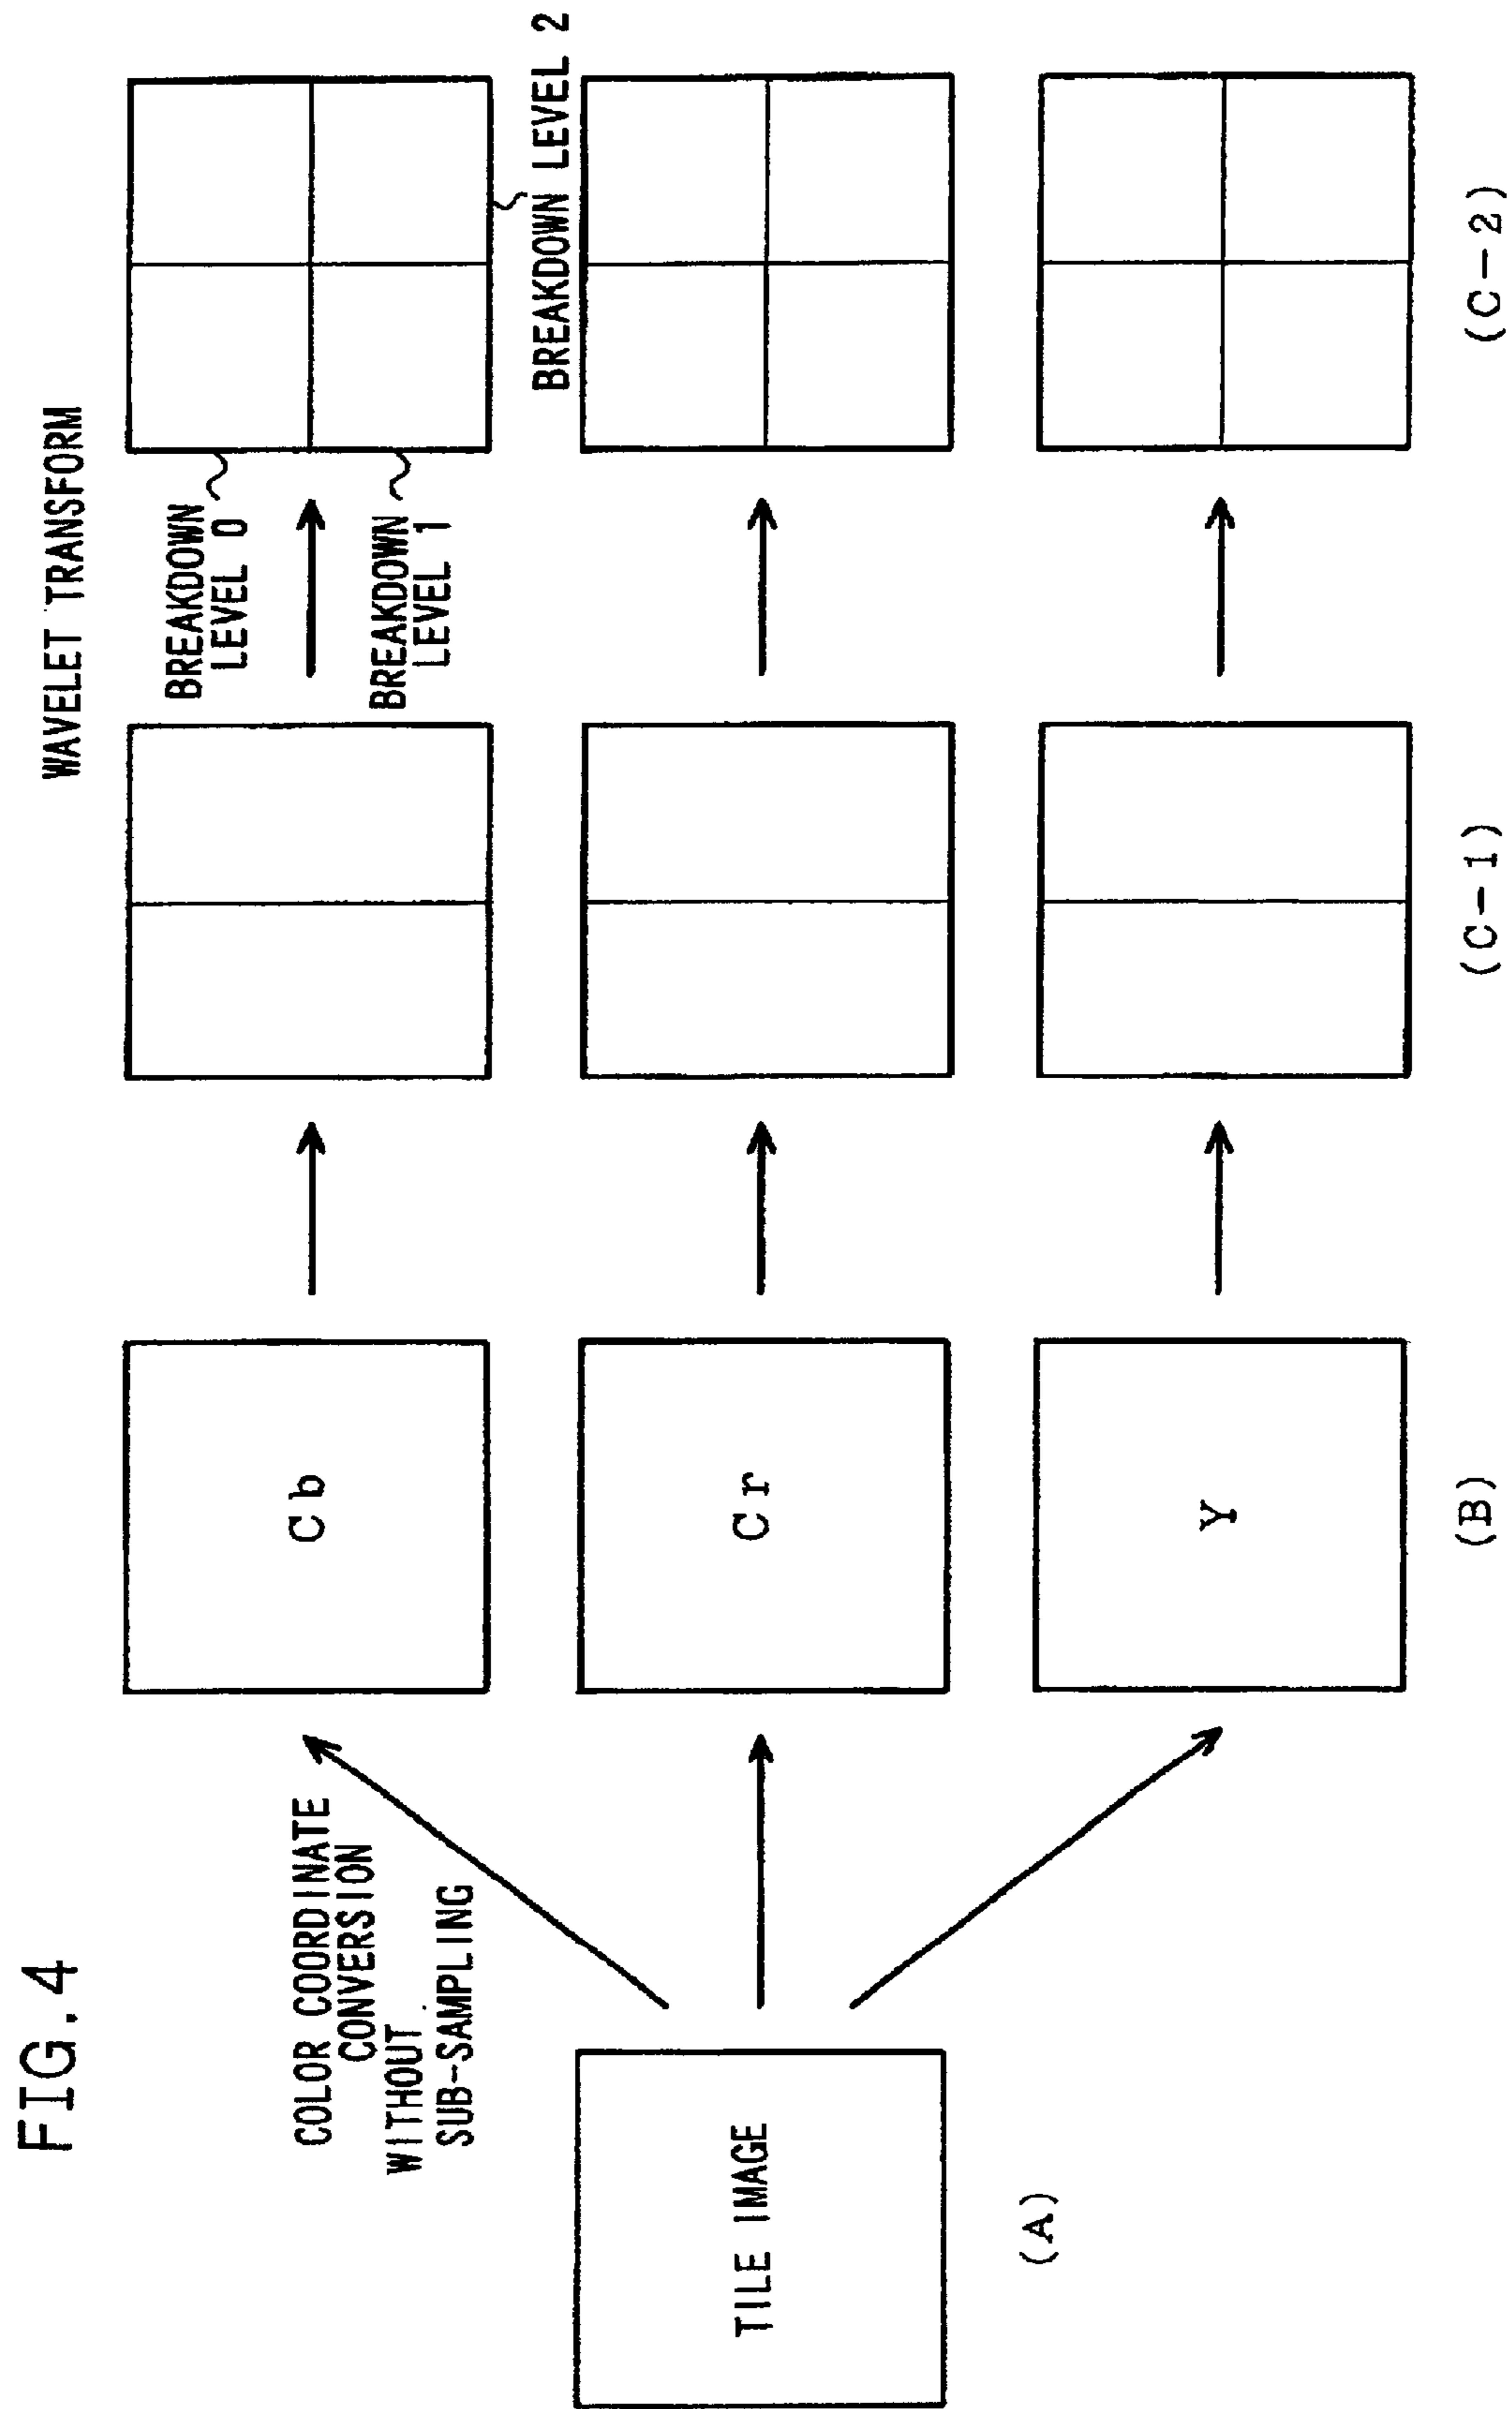 FIG.4
COLOR COORDINATE
CONVERSION
WITHOUT
SUB-SAMPLING
TILE IMAGE
(A)
Cb
Cr
Y
(B)
(C-1)
WAVELET TRANSFORM
BREAKDOWN
LEVEL 0
BREAKDOWN
LEVEL 1
BREAKDOWN LEVEL 2
(C-2)